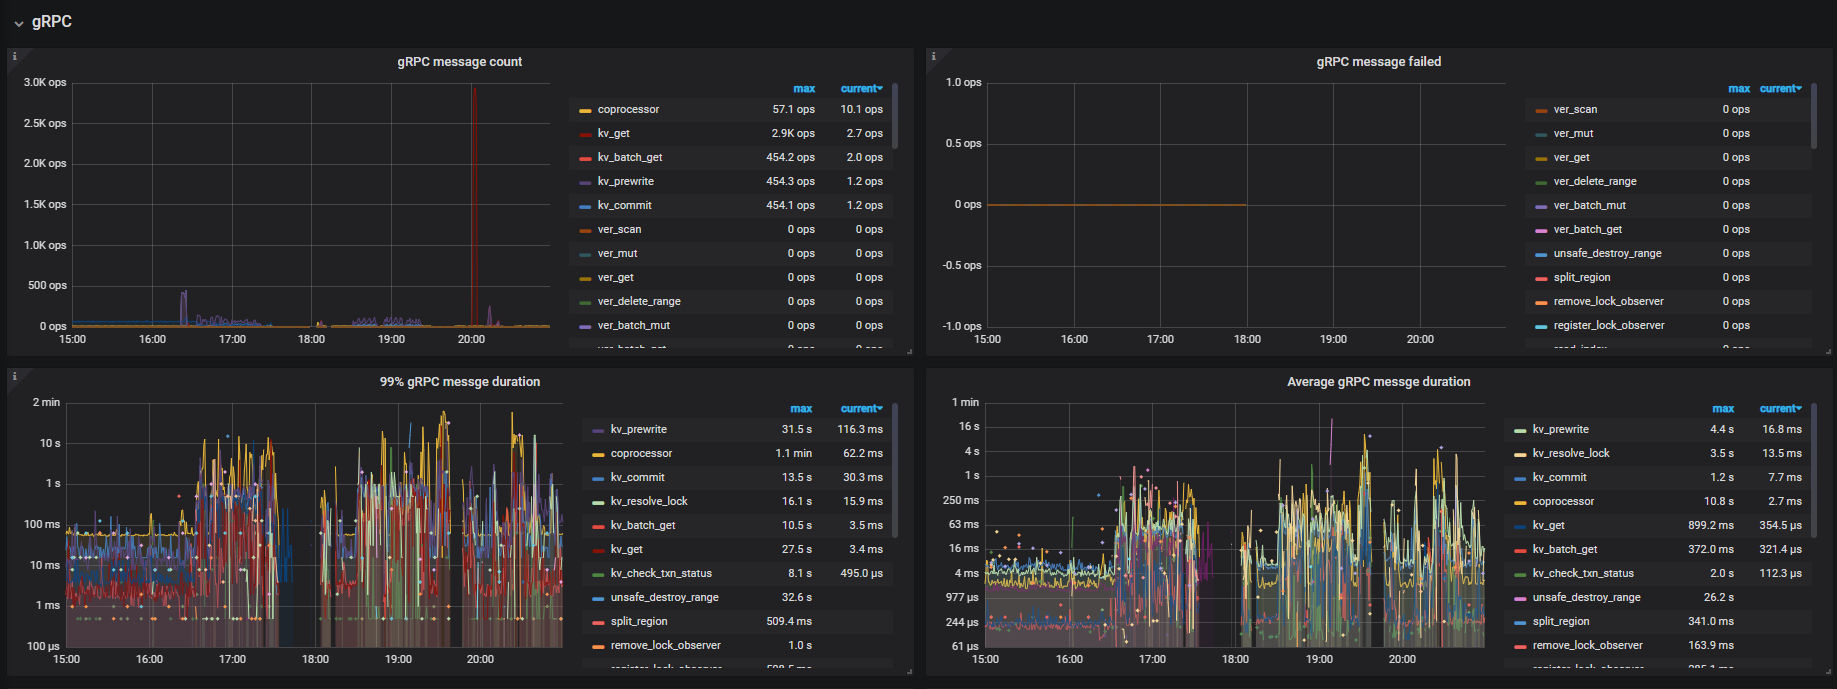 gRPC
gRPC message count
3.0K ops
2.5K ops
2.0K ops
1.5K ops
1.0K ops
500 ops
0 ops
15:00 16:00 17:00 18:00 19:00 20:00
max current
coprocessor 57.1 ops 10.1 ops
kv_get 2.9K ops 2.7 ops
kv_batch_get 454.2 ops 2.0 ops
kv_prewrite 454.3 ops 1.2 ops
kv_commit 454.1 ops 1.2 ops
ver_scan 0 ops 0 ops
ver_mut 0 ops 0 ops
ver_get 0 ops 0 ops
ver_delete_range 0 ops 0 ops
ver_batch_mut 0 ops 0 ops
gRPC message failed
1.0 ops
0.5 ops
0 ops
-0.5 ops
-1.0 ops
15:00 16:00 17:00 18:00 19:00 20:00
max current
ver_scan 0 ops
ver_mut 0 ops
ver_get 0 ops
ver_delete_range 0 ops
ver_batch_mut 0 ops
ver_batch_get 0 ops
unsafe_destroy_range 0 ops
split_region 0 ops
remove_lock_observer 0 ops
register_lock_observer 0 ops
99% gRPC messge duration
2 min
10 s
1 s
100 ms
10 ms
1 ms
100 µs
15:00 16:00 17:00 18:00 19:00 20:00
max current
kv_prewrite 31.5 s 116.3 ms
coprocessor 1.1 min 62.2 ms
kv_commit 13.5 s 30.3 ms
kv_resolve_lock 16.1 s 15.9 ms
kv_batch_get 10.5 s 3.5 ms
kv_get 27.5 s 3.4 ms
kv_check_txn_status 8.1 s 495.0 µs
unsafe_destroy_range 32.6 s
split_region 509.4 ms
remove_lock_observer 1.0 s
Average gRPC messge duration
1 min
16 s
4 s
1 s
250 ms
63 ms
16 ms
4 ms
977 µs
244 µs
61 µs
15:00 16:00 17:00 18:00 19:00 20:00
max current
kv_prewrite 4.4 s 16.8 ms
kv_resolve_lock 3.5 s 13.5 ms
kv_commit 1.2 s 7.7 ms
coprocessor 10.8 s 2.7 ms
kv_get 899.2 ms 354.5 µs
kv_batch_get 372.0 ms 321.4 µs
kv_check_txn_status 2.0 s 112.3 µs
unsafe_destroy_range 26.2 s
split_region 341.0 ms
remove_lock_observer 163.9 ms